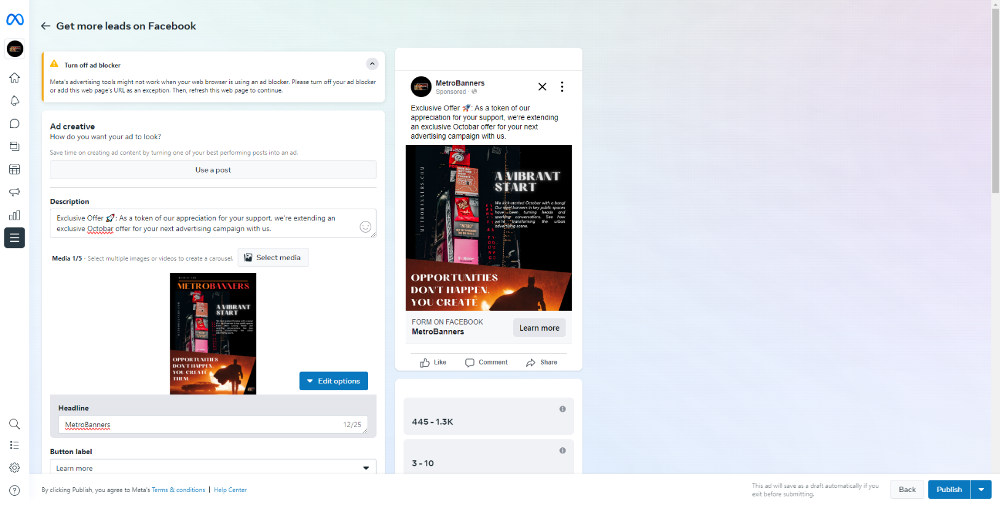 Get more leads on Facebook
Turn off ad blocker
Meta's advertising tools might not work when your web browser is using an ad blocker. Please turn off your ad blocker
or add this web page's URL as an exception. Then, refresh this web page to continue.
Ad creative
How do you want your ad to look?
Save time on creating ad content by turning one of your best performing posts into an ad.
Use a post
Description
Exclusive Offer 🚀: As a token of our appreciation for your support, we're extending an
exclusive Octobar offer for your next advertising campaign with us.
Media 1/5 · Select multiple images or videos to create a carousel.
Select media
METROBANNERS
METROBANNERS.COM
A VIBRANT
START
OPPORTUNITIES
DON'T HAPPEN.
YOU CREATE
THEM.
Edit options
Headline
MetroBanners
12/25
Button label
Learn more
MetroBanners
Sponsored ·
Exclusive Offer 🚀: As a token of our
appreciation for your support, we're extending
an exclusive Octobar offer for your next
advertising campaign with us.
METROBANNERS.COM
A VIBRANT
START
We kick-started Octobar with a bang!
Our steel banners in key public spaces
have been turning heads and
sparking conversations. See how
we're transforming the urban
advertising scene.
"NITRO"
OPPORTUNITIES
DON'T HAPPEN.
YOU CREATE
FORM ON FACEBOOK
MetroBanners
Learn more
Like
Comment
Share
445 - 1.3K
3 - 10
By clicking Publish, you agree to Meta's Terms & conditions | Help Center
This ad will save as a draft automatically if you
exit before submitting.
Back
Publish